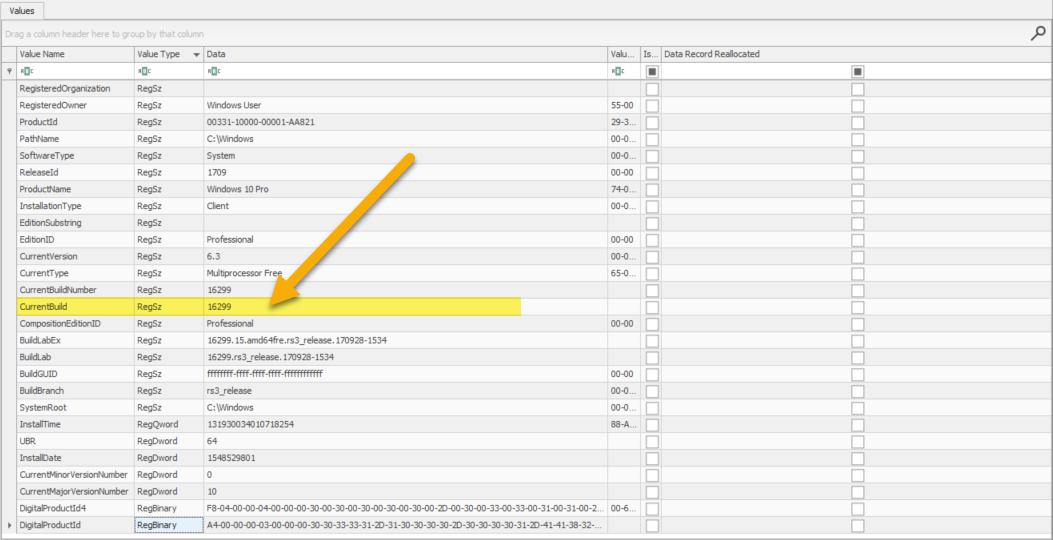 Values
Drag a column header here to group by that column
Value Name Value Type Data Valu... Is... Data Record Reallocated
RegisteredOrganization RegSz
RegisteredOwner RegSz Windows User 55-00
ProductId RegSz 00331-10000-00001-AA821 29-3...
PathName RegSz C:\Windows 00-0...
SoftwareType RegSz System 00-0...
ReleaseId RegSz 1709 00-00
ProductName RegSz Windows 10 Pro 74-0...
InstallationType RegSz Client 00-0...
EditionSubstring RegSz
EditionID RegSz Professional 00-00
CurrentVersion RegSz 6.3 00-0...
CurrentType RegSz Multiprocessor Free 65-0...
CurrentBuildNumber RegSz 16299
CurrentBuild RegSz 16299
CompositionEditionID RegSz Professional 00-00
BuildLabEx RegSz 16299.15.amd64fre.rs3_release.170928-1534
BuildLab RegSz 16299.rs3_release.170928-1534
BuildGUID RegSz ffffffff-ffff-ffff-ffff-ffffffffffff 00-00
BuildBranch RegSz rs3_release 00-0...
SystemRoot RegSz C:\Windows 00-0...
InstallTime RegQword 131930034010718254 88-A...
UBR RegDword 64
InstallDate RegDword 1548529801
CurrentMinorVersionNumber RegDword 0
CurrentMajorVersionNumber RegDword 10
DigitalProductId4 RegBinary F8-04-00-00-04-00-00-00-30-00-30-00-30-00-30-00-30-00-2D-00-30-00-33-00-33-00-31-00-31-00-2... 00-6...
DigitalProductId RegBinary A4-00-00-00-03-00-00-00-30-30-33-33-31-2D-31-30-30-30-30-2D-30-30-30-30-31-2D-41-41-38-32-...